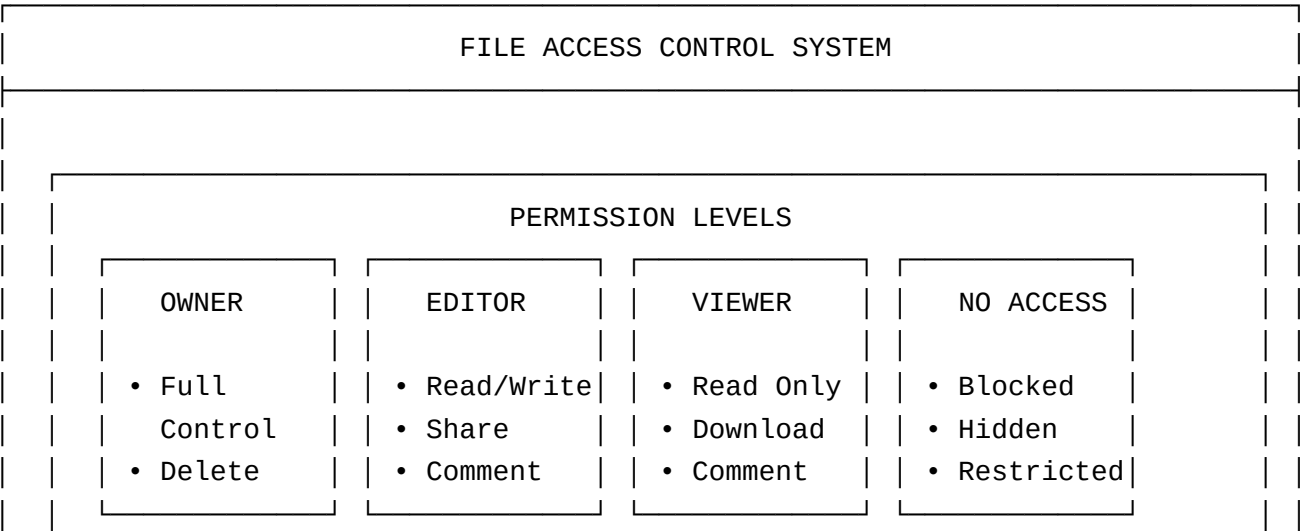 FILE ACCESS CONTROL SYSTEM
PERMISSION LEVELS
OWNER EDITOR VIEWER NO ACCESS
• Full • Read/Write • Read Only • Blocked
Control • Share • Download • Hidden
• Delete • Comment • Comment • Restricted